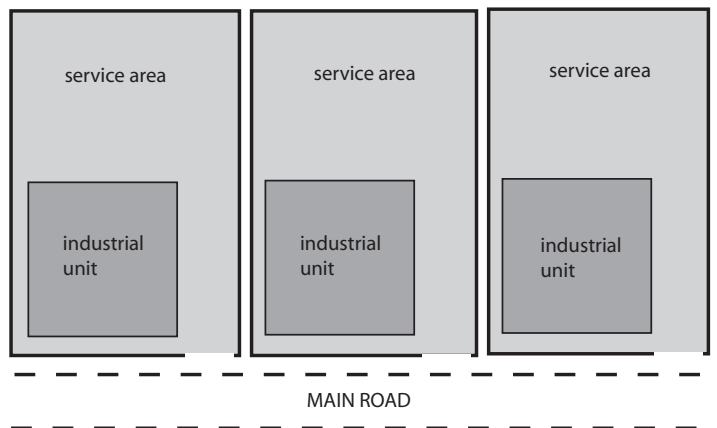 service area
service area
service area
industrial
unit
industrial
unit
industrial
unit
MAIN ROAD